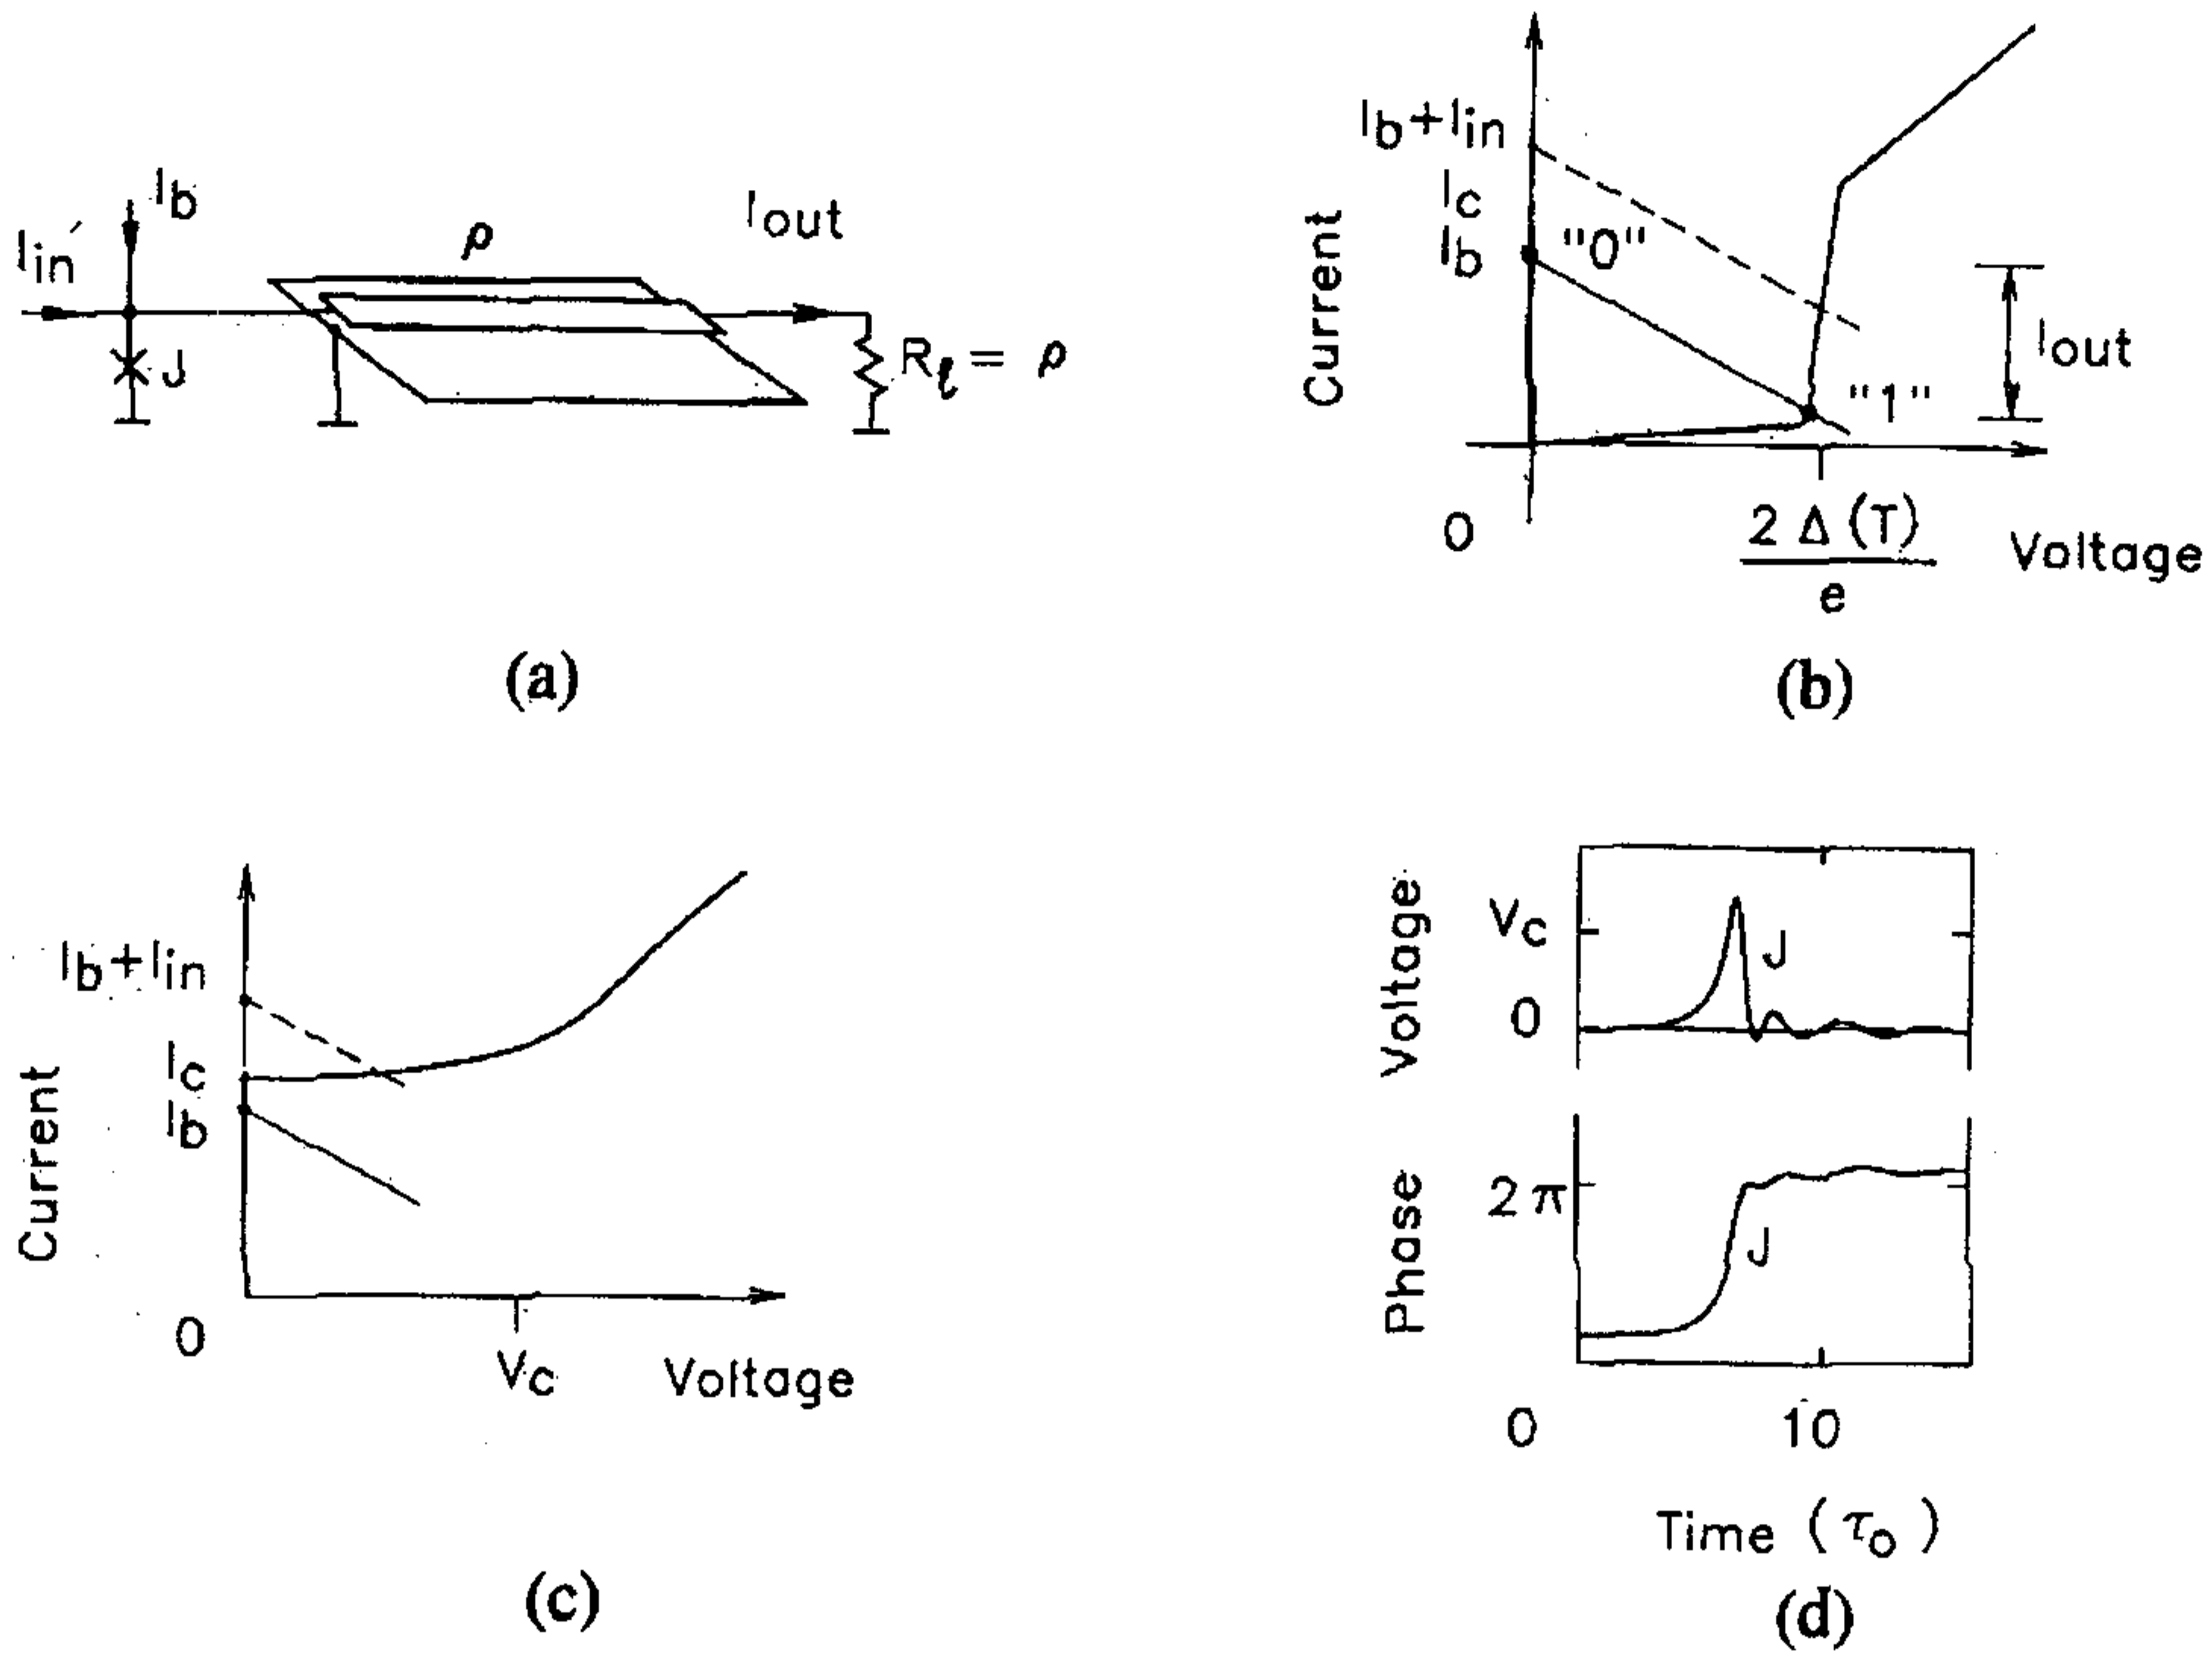 I_b
I_in
ρ
I_out
J
R_ℓ = ρ
(a)
I_b+I_in
I_c
I_b
"0"
"1"
I_out
Current
0
2 Δ (T)
e
Voltage
(b)
I_b+I_in
I_c
I_b
Current
0
V_c
Voltage
(c)
Voltage
V_c
0
J
Phase
2 π
J
0
10
Time ( τ_o )
(d)